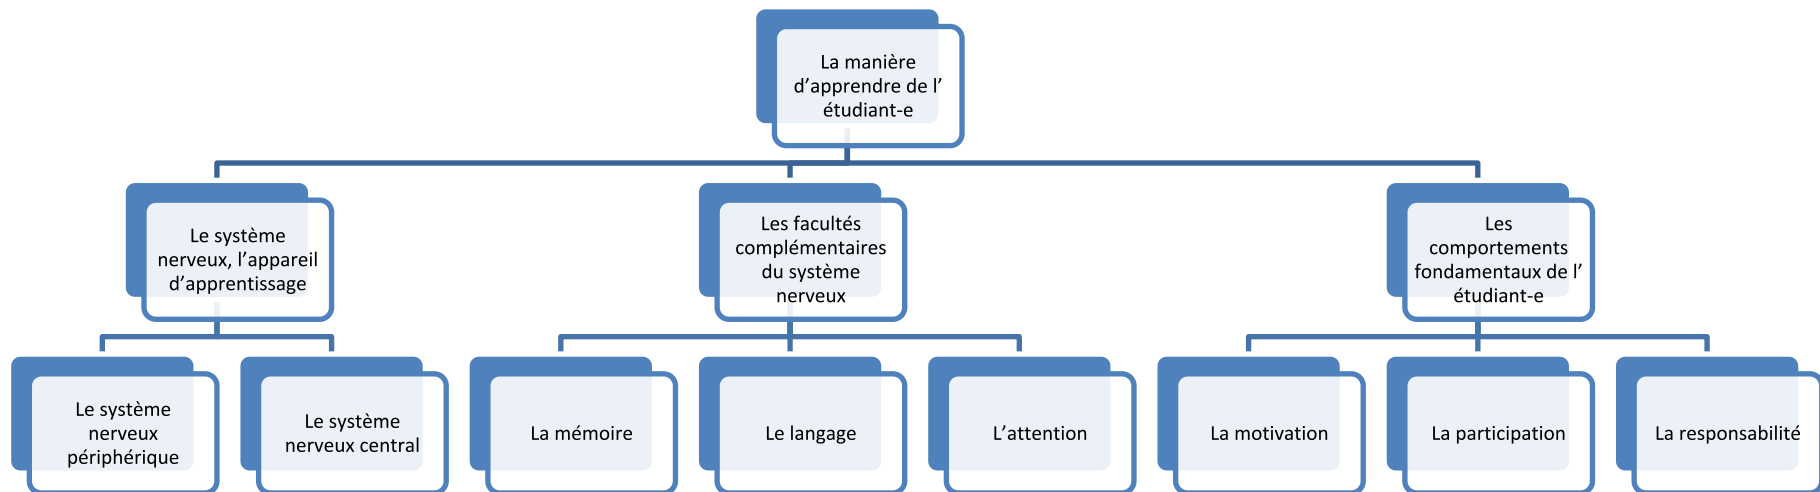 La manière
d’apprendre de l’
étudiant-e
Le système
nerveux, l’appareil
d’apprentissage
Les facultés
complémentaires
du système
nerveux
Les
comportements
fondamentaux de l’
étudiant-e
Le système
nerveux
périphérique
Le système
nerveux central
La mémoire
Le langage
L’attention
La motivation
La participation
La responsabilité